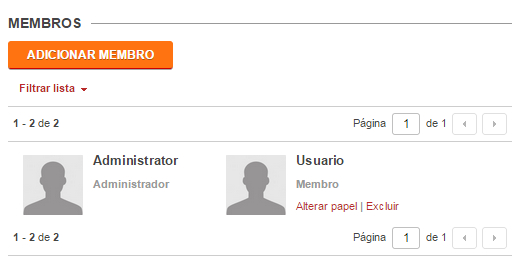 MEMBROS
ADICIONAR MEMBRO
Filtrar lista
1 - 2 de 2 Página 1 de 1
Administrator Usuario
Administrador Membro
Alterar papel | Excluir
1 - 2 de 2 Página 1 de 1